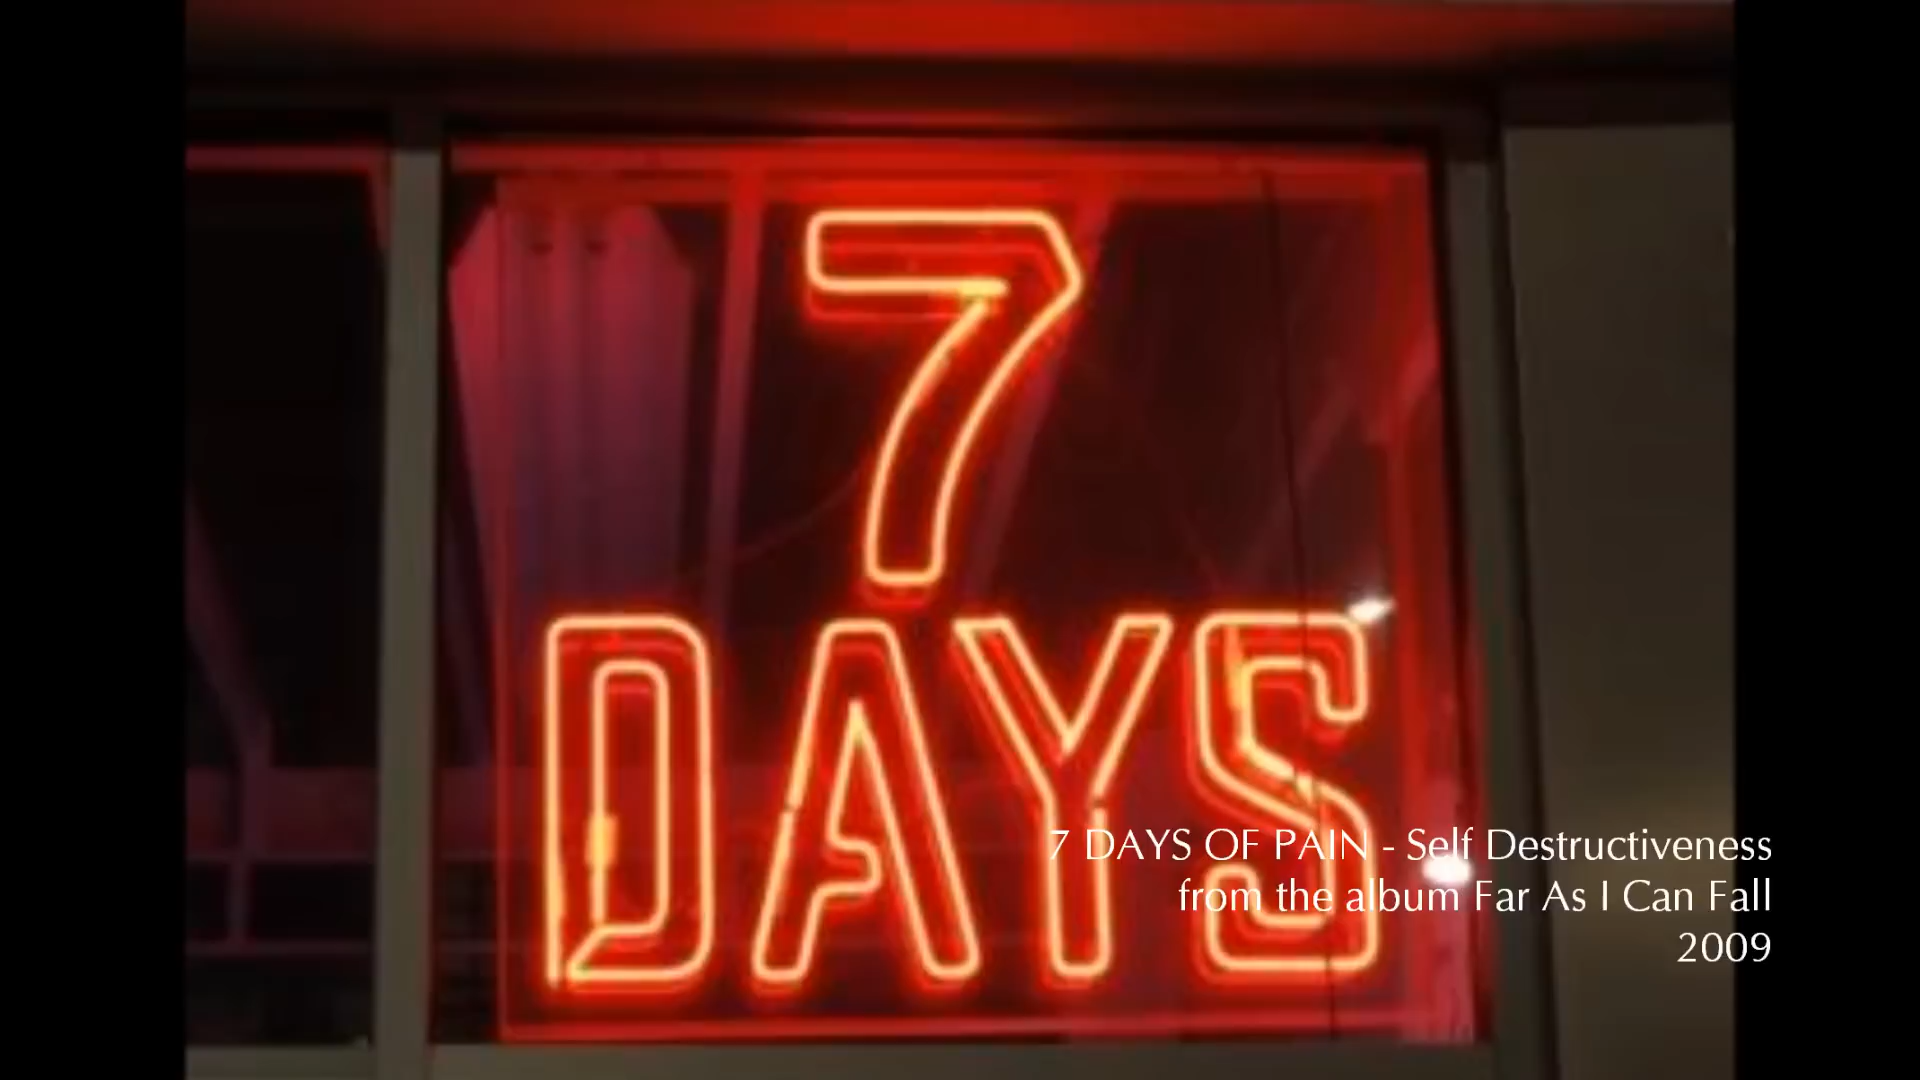 7
DAYS
7 DAYS OF PAIN - Self Destructiveness
from the album Far As I Can Fall
2009